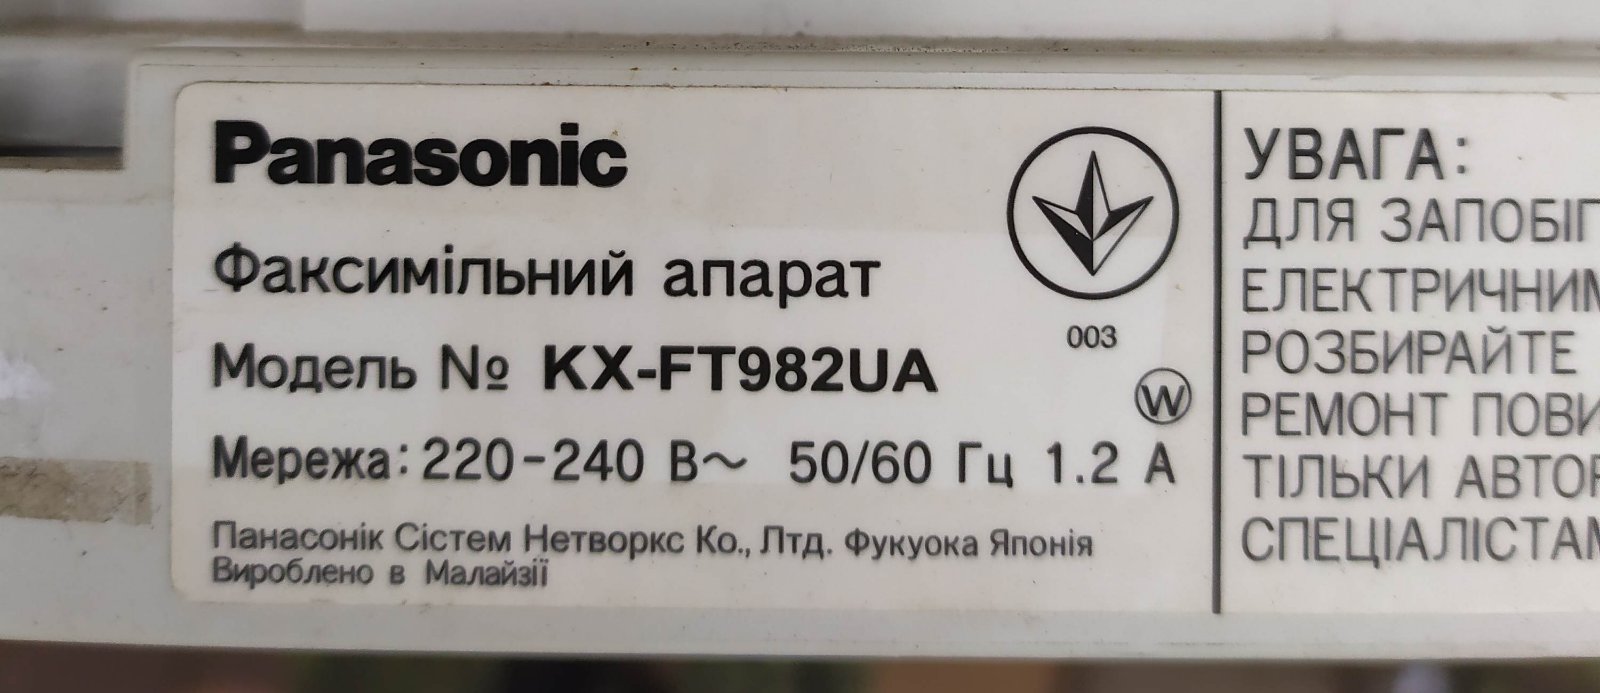 Panasonic
Факсимільний апарат
Модель № KX-FT982UA
003
W
Мережа: 220-240 В~ 50/60 Гц 1.2 А
Панасонік Сістем Нетворкс Ко., Лтд. Фукуока Японія
Вироблено в Малайзії
УВАГА:
ДЛЯ ЗАПОБІГ
ЕЛЕКТРИЧНИМ
РОЗБИРАЙТЕ
РЕМОНТ ПОВИ
ТІЛЬКИ АВТОР
СПЕЦІАЛІСТАМ